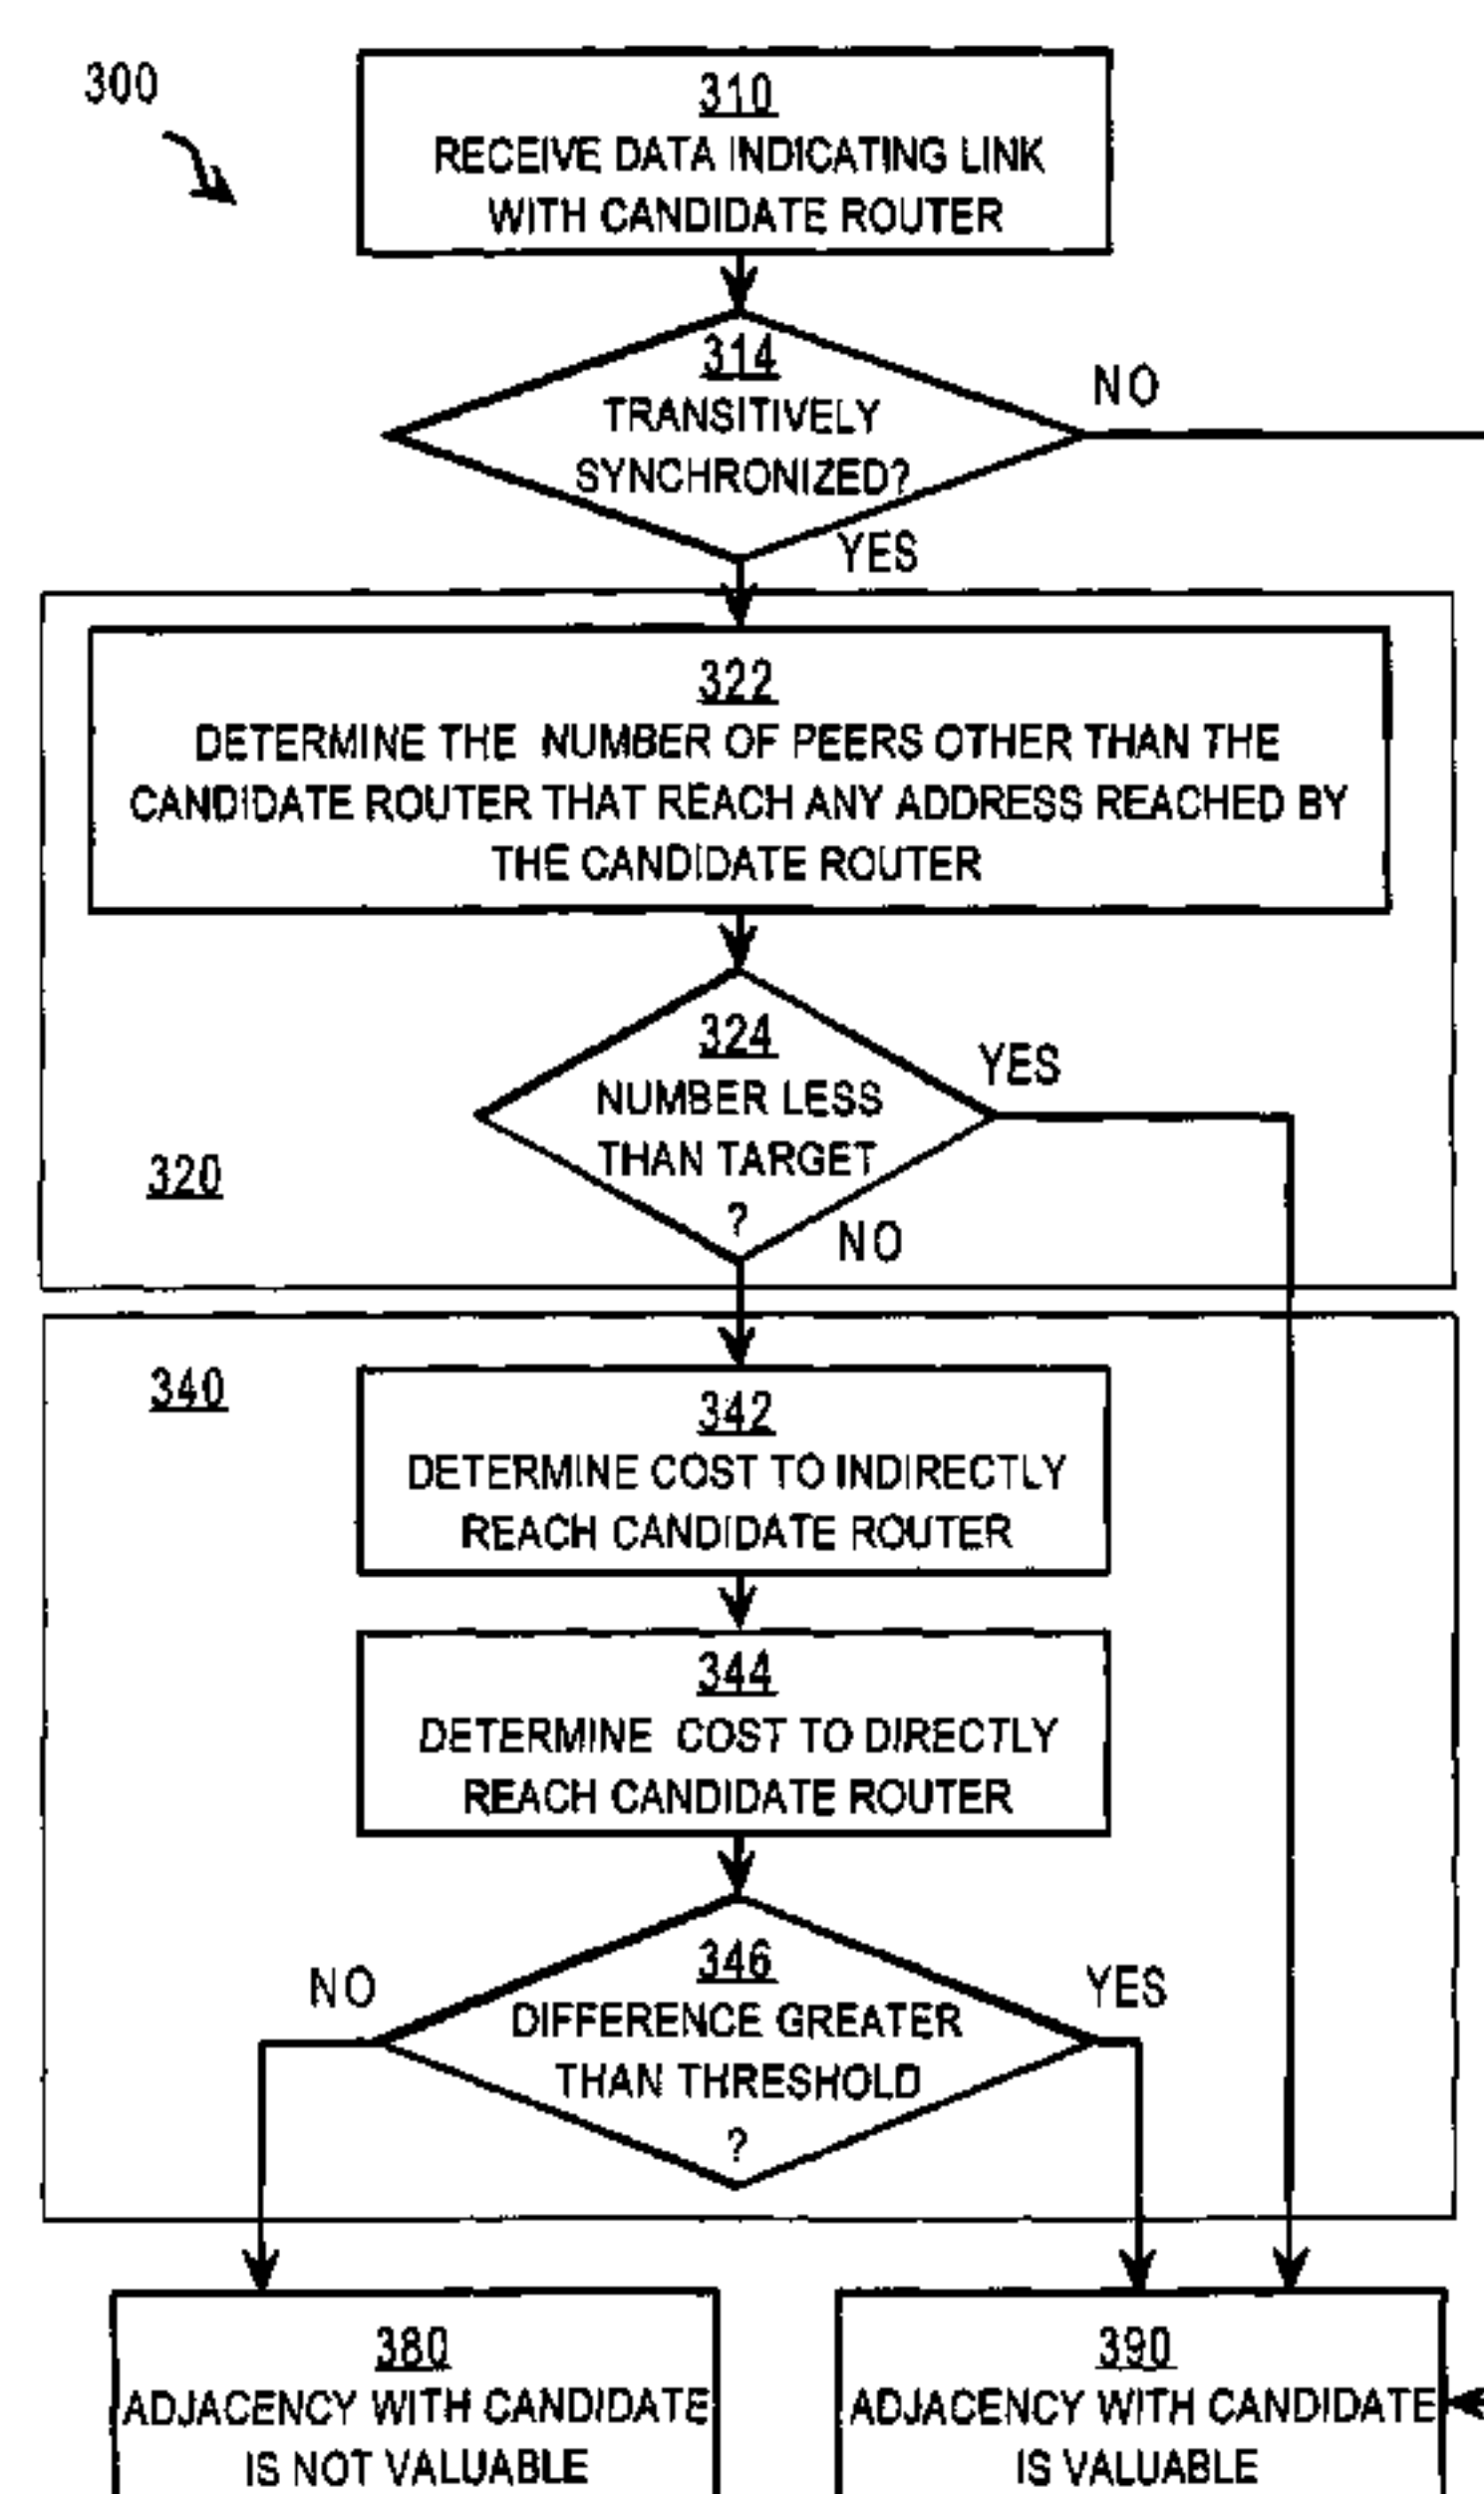 300
310
RECEIVE DATA INDICATING LINK
WITH CANDIDATE ROUTER
314
TRANSITIVELY
SYNCHRONIZED?
NO
YES
322
DETERMINE THE NUMBER OF PEERS OTHER THAN THE
CANDIDATE ROUTER THAT REACH ANY ADDRESS REACHED BY
THE CANDIDATE ROUTER
324
NUMBER LESS
THAN TARGET
?
YES
NO
320
340
342
DETERMINE COST TO INDIRECTLY
REACH CANDIDATE ROUTER
344
DETERMINE COST TO DIRECTLY
REACH CANDIDATE ROUTER
346
DIFFERENCE GREATER
THAN THRESHOLD
?
NO
YES
380
ADJACENCY WITH CANDIDATE
IS NOT VALUABLE
390
ADJACENCY WITH CANDIDATE
IS VALUABLE